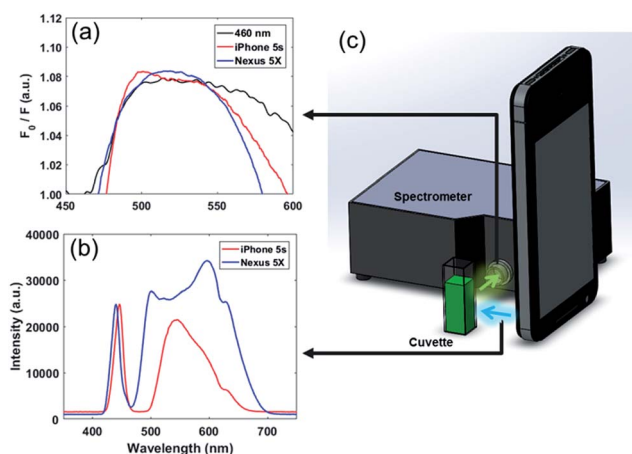 (a)
460 nm
iPhone 5s
Nexus 5X
F0 / F (a.u.)
1.12
1.10
1.08
1.06
1.04
1.02
1.00
450
500
550
600
(b)
iPhone 5s
Nexus 5X
Intensity (a.u.)
40000
30000
20000
10000
0
400
500
600
700
Wavelength (nm)
(c)
Spectrometer
Cuvette